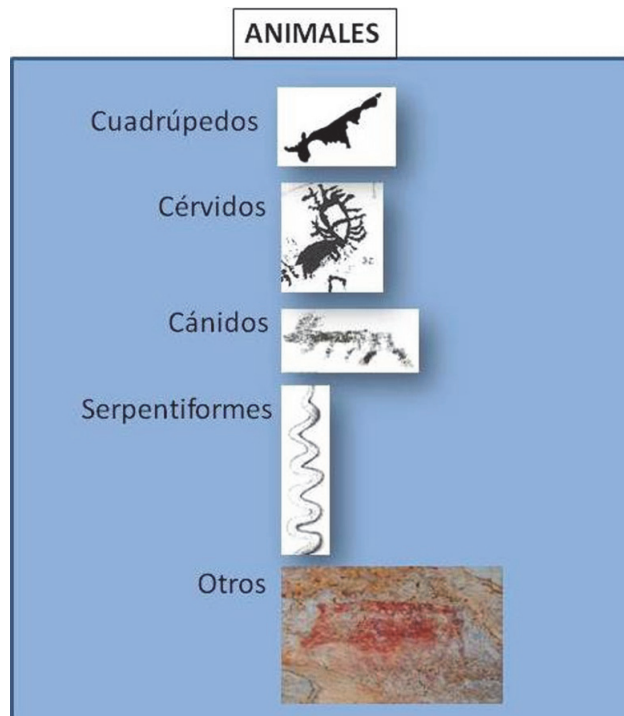 ANIMALES
Cuadrúpedos
Cérvidos
Cánidos
Serpentiformes
Otros